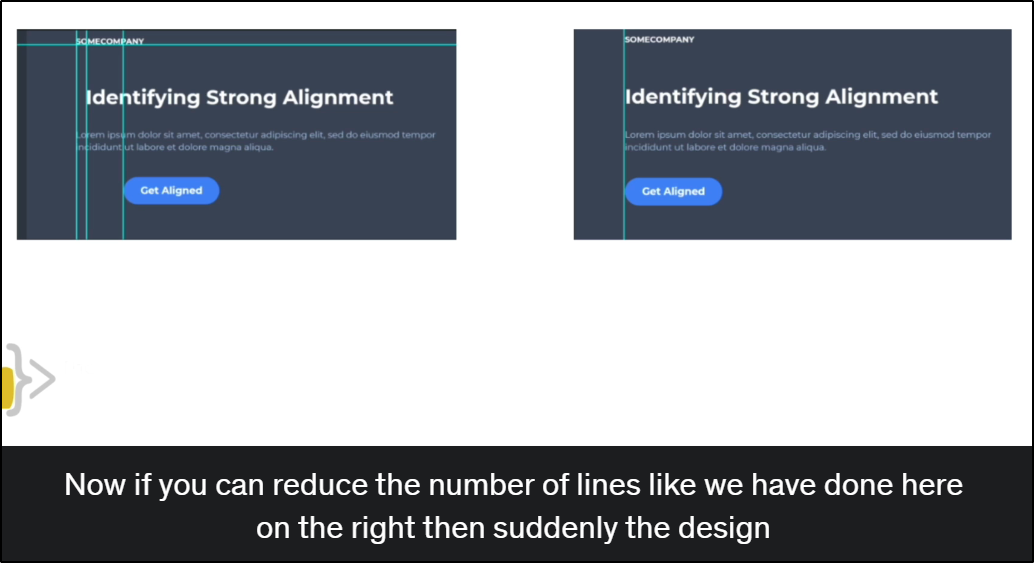 SOMECOMPANY
Identifying Strong Alignment
Lorem ipsum dolor sit amet, consectetur adipiscing elit, sed do eiusmod tempor
incididunt ut labore et dolore magna aliqua.
Get Aligned
SOMECOMPANY
Identifying Strong Alignment
Lorem ipsum dolor sit amet, consectetur adipiscing elit, sed do eiusmod tempor
incididunt ut labore et dolore magna aliqua.
Get Aligned
Now if you can reduce the number of lines like we have done here
on the right then suddenly the design